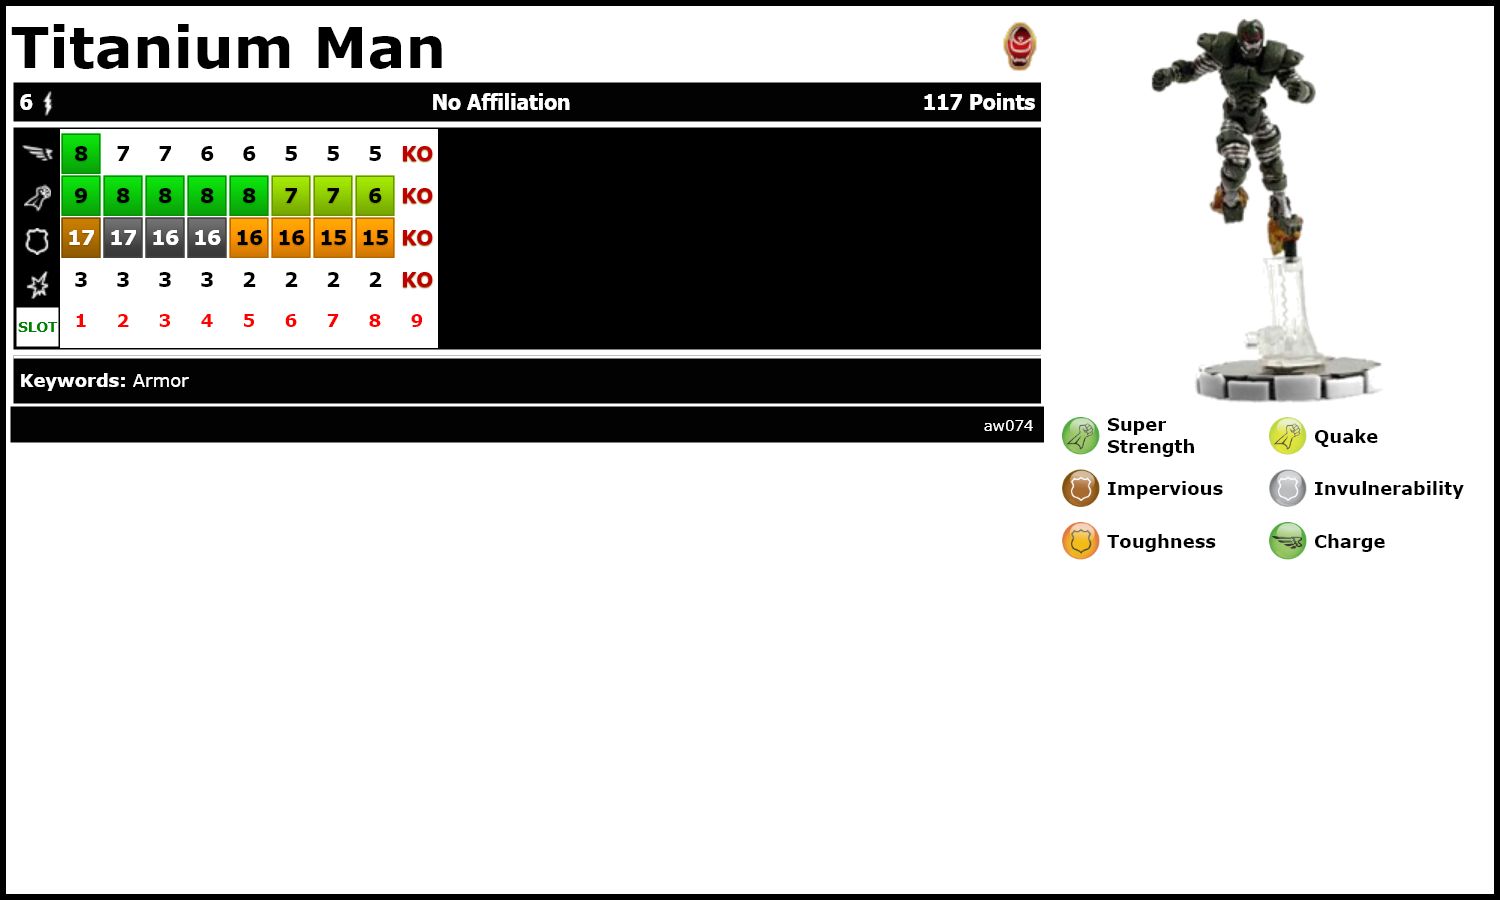 Titanium Man
6 No Affiliation 117 Points
8 7 7 6 6 5 5 5 KO
9 8 8 8 8 7 7 6 KO
17 17 16 16 16 16 15 15 KO
3 3 3 3 2 2 2 2 KO
SLOT 1 2 3 4 5 6 7 8 9
Keywords: Armor
aw074
Super
Strength
Quake
Impervious
Invulnerability
Toughness
Charge